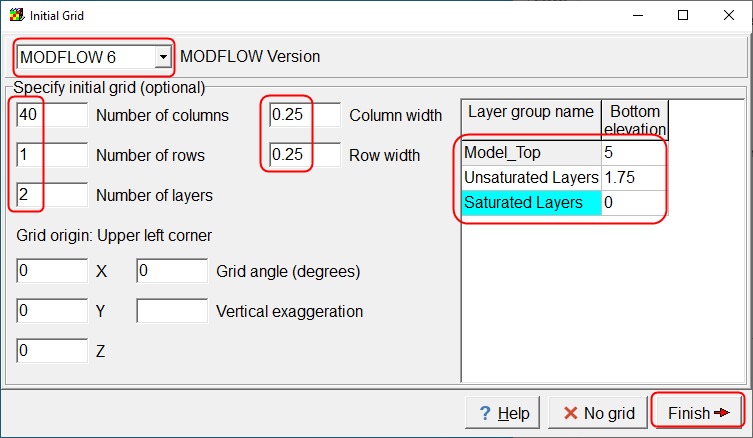 Initial Grid
MODFLOW 6 MODFLOW Version
Specify initial grid (optional)
40 Number of columns 0.25 Column width
1 Number of rows 0.25 Row width
2 Number of layers
Layer group name Bottom elevation
Model_Top 5
Unsaturated Layers 1.75
Saturated Layers 0
Grid origin: Upper left corner
0 X 0 Grid angle (degrees)
0 Y Vertical exaggeration
0 Z
? Help No grid Finish